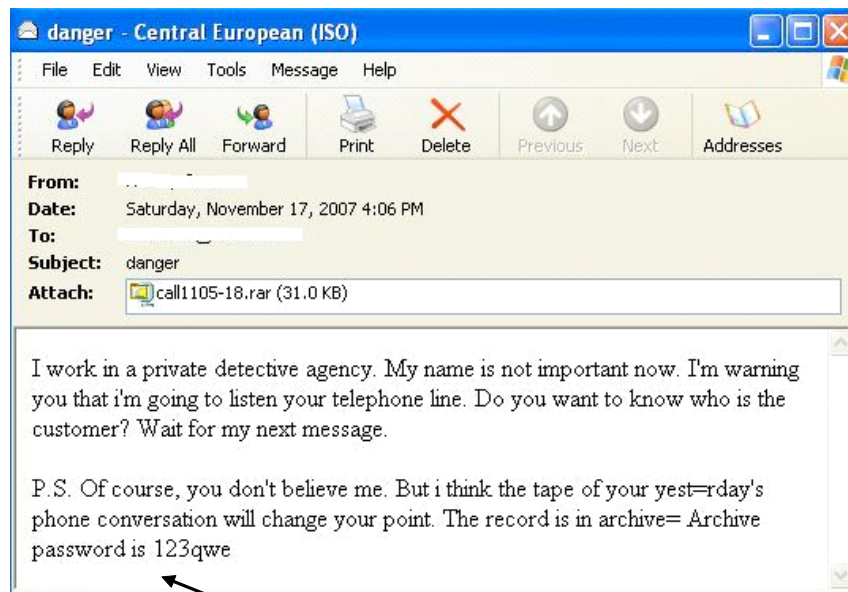 danger - Central European (ISO)
File Edit View Tools Message Help
Reply Reply All Forward Print Delete Previous Next Addresses
From:
Date: Saturday, November 17, 2007 4:06 PM
To:
Subject: danger
Attach: call1105-18.rar (31.0 KB)
I work in a private detective agency. My name is not important now. I'm warning
you that i'm going to listen your telephone line. Do you want to know who is the
customer? Wait for my next message.
P.S. Of course, you don't believe me. But i think the tape of your yest=rday's
phone conversation will change your point. The record is in archive= Archive
password is 123qwe